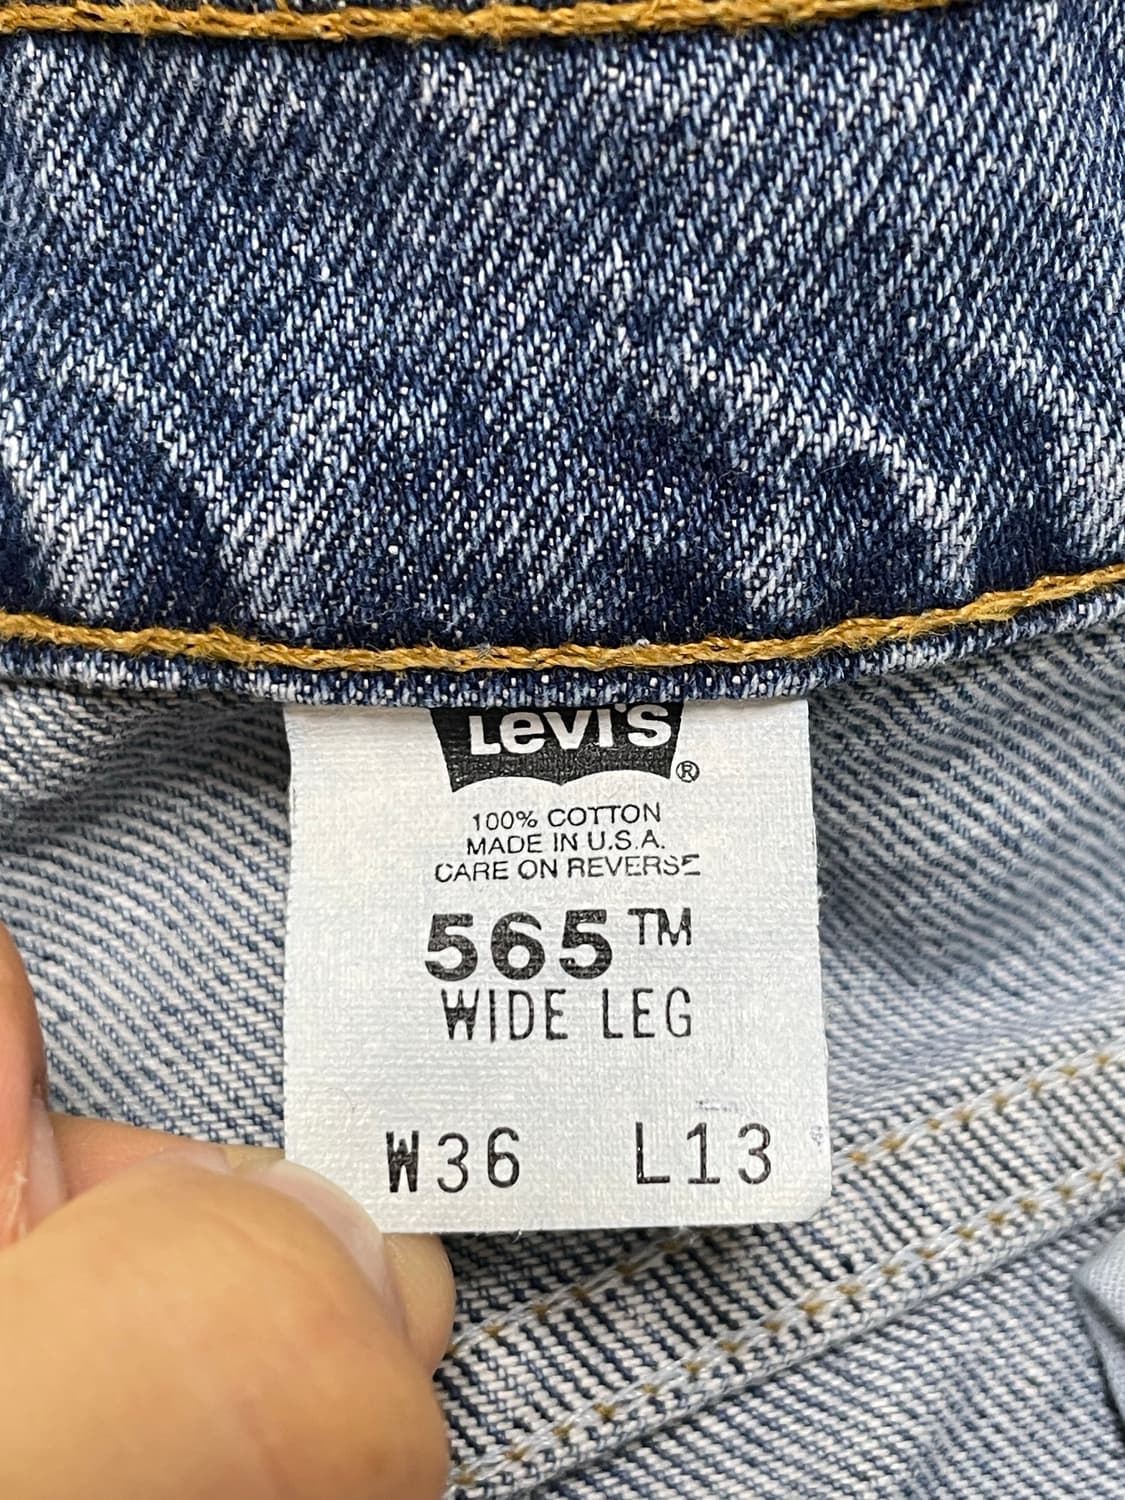 Levi's®
100% COTTON
MADE IN U.S.A.
CARE ON REVERSE
565™
WIDE LEG
W36 L13